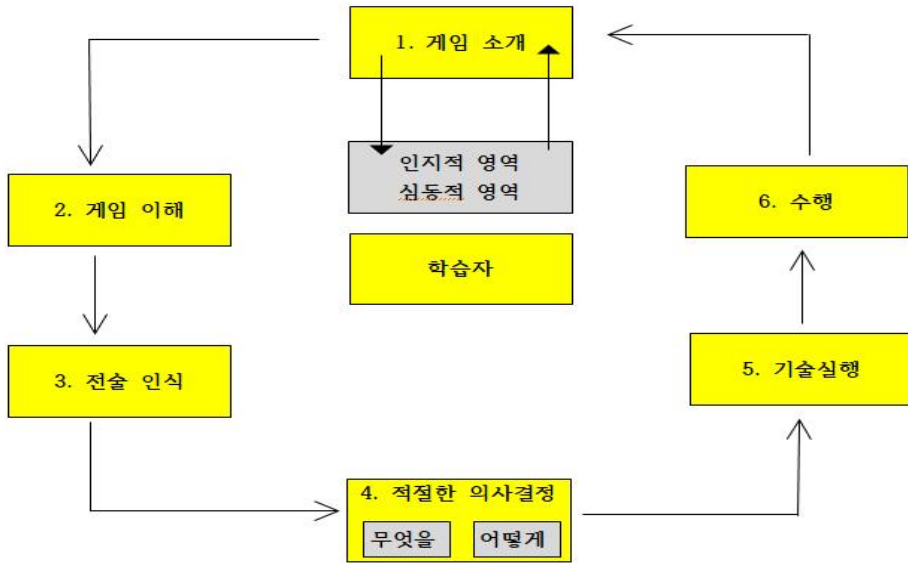 1. 게임 소개
인지적 영역
심동적 영역
2. 게임 이해
6. 수행
학습자
3. 전술 인식
5. 기술실행
4. 적절한 의사결정
무엇을 어떻게